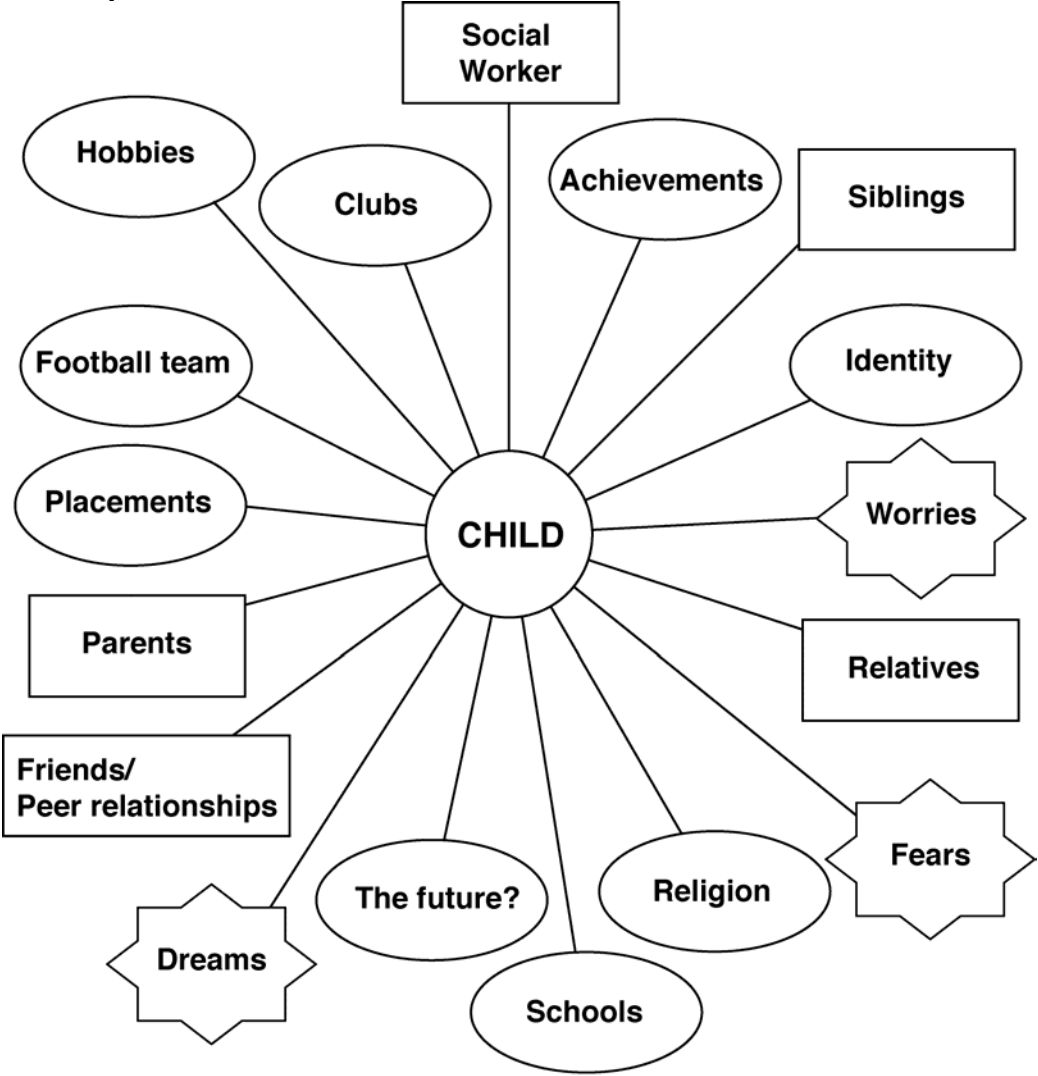 Social
Worker
Hobbies
Clubs
Achievements
Siblings
Football team
Identity
Placements
Worries
CHILD
Parents
Relatives
Friends/
Peer relationships
Fears
The future?
Religion
Dreams
Schools